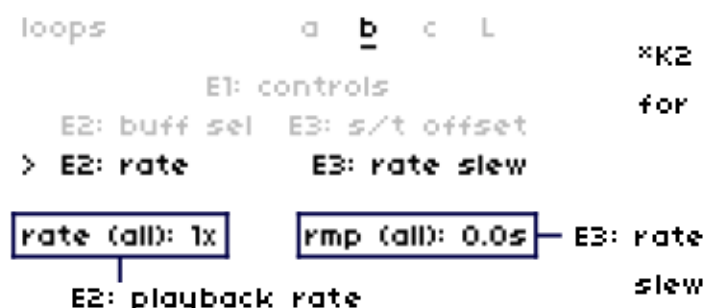 loops a b c L
*K2
for
E1: controls
E2: buff sel E3: s/t offset
> E2: rate E3: rate slew
rate (all): 1x rmp (all): 0.0s E3: rate
slew
E2: playback rate